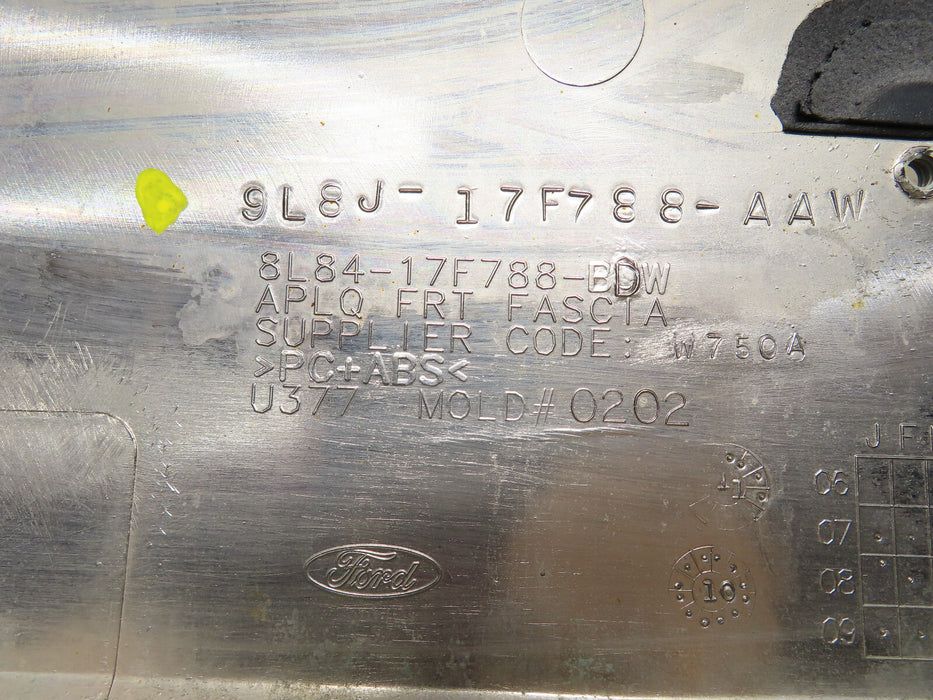 9L8J-17F788-AAW
8L84-17F788-BDW
APLQ FRT FASCIA
SUPPLIER CODE: W750A
>PC+ABS<
U377 MOLD# 0202
J F
06
07
08
09
11
10
Ford